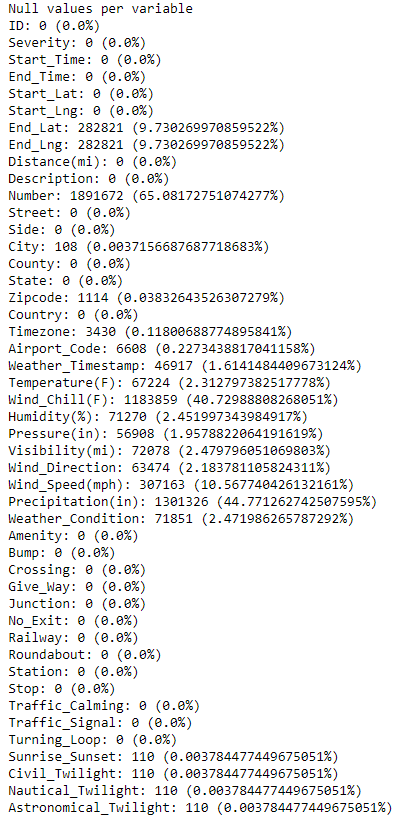 Null values per variable
ID: 0 (0.0%)
Severity: 0 (0.0%)
Start_Time: 0 (0.0%)
End_Time: 0 (0.0%)
Start_Lat: 0 (0.0%)
Start_Lng: 0 (0.0%)
End_Lat: 282821 (9.730269970859522%)
End_Lng: 282821 (9.730269970859522%)
Distance(mi): 0 (0.0%)
Description: 0 (0.0%)
Number: 1891672 (65.08172751074277%)
Street: 0 (0.0%)
Side: 0 (0.0%)
City: 108 (0.0037156687687718683%)
County: 0 (0.0%)
State: 0 (0.0%)
Zipcode: 1114 (0.03832643526307279%)
Country: 0 (0.0%)
Timezone: 3430 (0.11800688774895841%)
Airport_Code: 6608 (0.2273438817041158%)
Weather_Timestamp: 46917 (1.6141484409673124%)
Temperature(F): 67224 (2.312797382517778%)
Wind_Chill(F): 1183859 (40.72988808268051%)
Humidity(%): 71270 (2.451997343984917%)
Pressure(in): 56908 (1.9578822064191619%)
Visibility(mi): 72078 (2.479796051069803%)
Wind_Direction: 63474 (2.183781105824311%)
Wind_Speed(mph): 307163 (10.567740426132161%)
Precipitation(in): 1301326 (44.771262742507595%)
Weather_Condition: 71851 (2.471986265787292%)
Amenity: 0 (0.0%)
Bump: 0 (0.0%)
Crossing: 0 (0.0%)
Give_Way: 0 (0.0%)
Junction: 0 (0.0%)
No_Exit: 0 (0.0%)
Railway: 0 (0.0%)
Roundabout: 0 (0.0%)
Station: 0 (0.0%)
Stop: 0 (0.0%)
Traffic_Calming: 0 (0.0%)
Traffic_Signal: 0 (0.0%)
Turning_Loop: 0 (0.0%)
Sunrise_Sunset: 110 (0.003784477449675051%)
Civil_Twilight: 110 (0.003784477449675051%)
Nautical_Twilight: 110 (0.003784477449675051%)
Astronomical_Twilight: 110 (0.003784477449675051%)